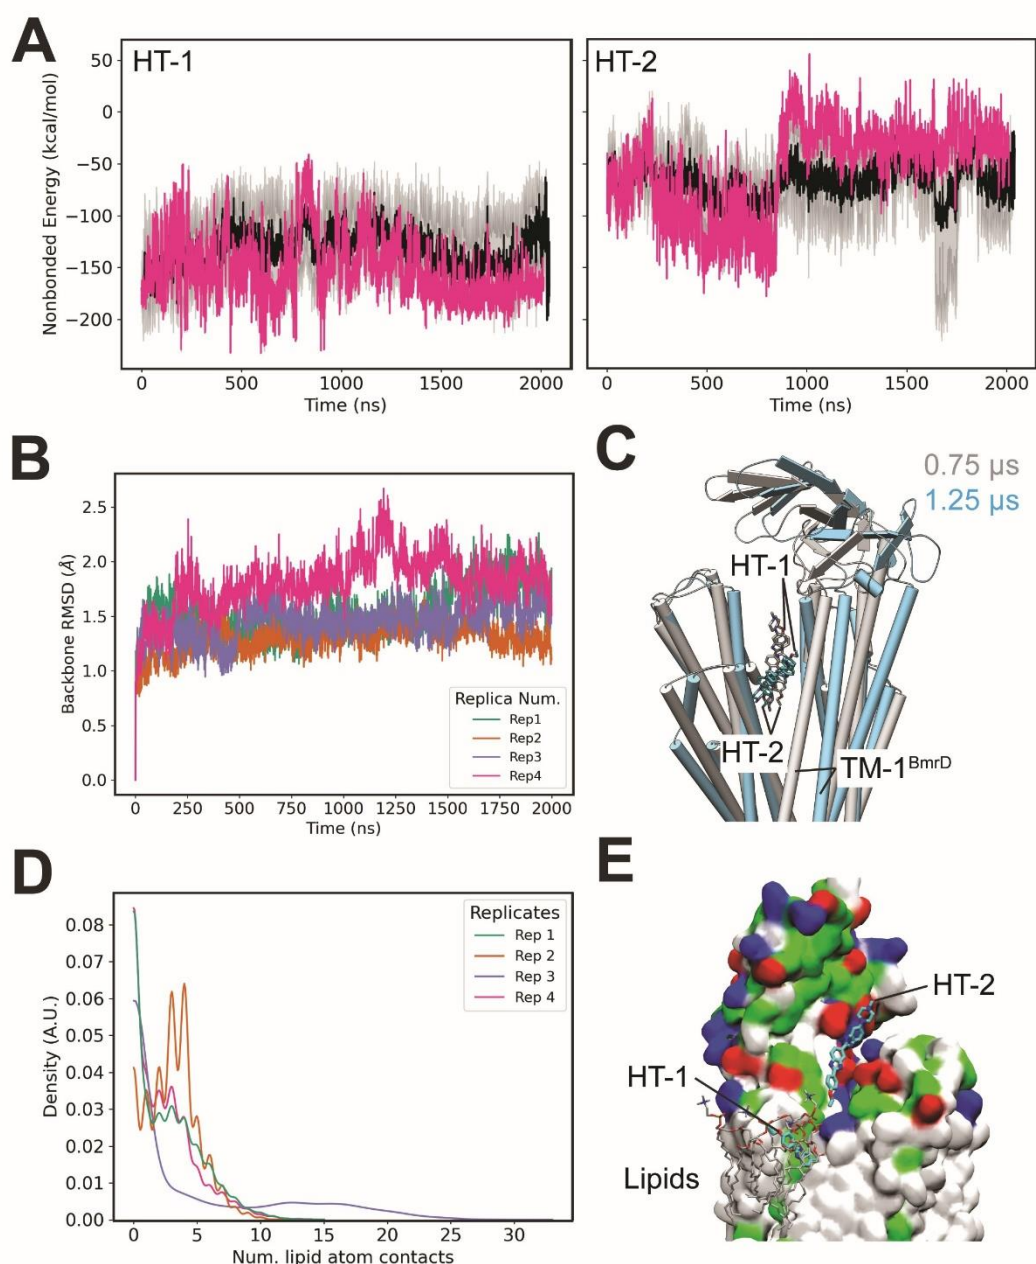 A
HT-1
HT-2
Nonbonded Energy (kcal/mol)
50
0
−50
−100
−150
−200
0 500 1000 1500 2000
Time (ns)
0 500 1000 1500 2000
Time (ns)
B
Backbone RMSD (Å)
2.5
2.0
1.5
1.0
0.5
0.0
0 250 500 750 1000 1250 1500 1750 2000
Time (ns)
Replica Num.
Rep1
Rep2
Rep3
Rep4
C
0.75 µs
1.25 µs
HT-1
HT-2
TM-1BmrD
D
Density (A.U.)
0.08
0.07
0.06
0.05
0.04
0.03
0.02
0.01
0.00
0 5 10 15 20 25 30
Num. lipid atom contacts
Replicates
Rep 1
Rep 2
Rep 3
Rep 4
E
HT-2
HT-1
Lipids